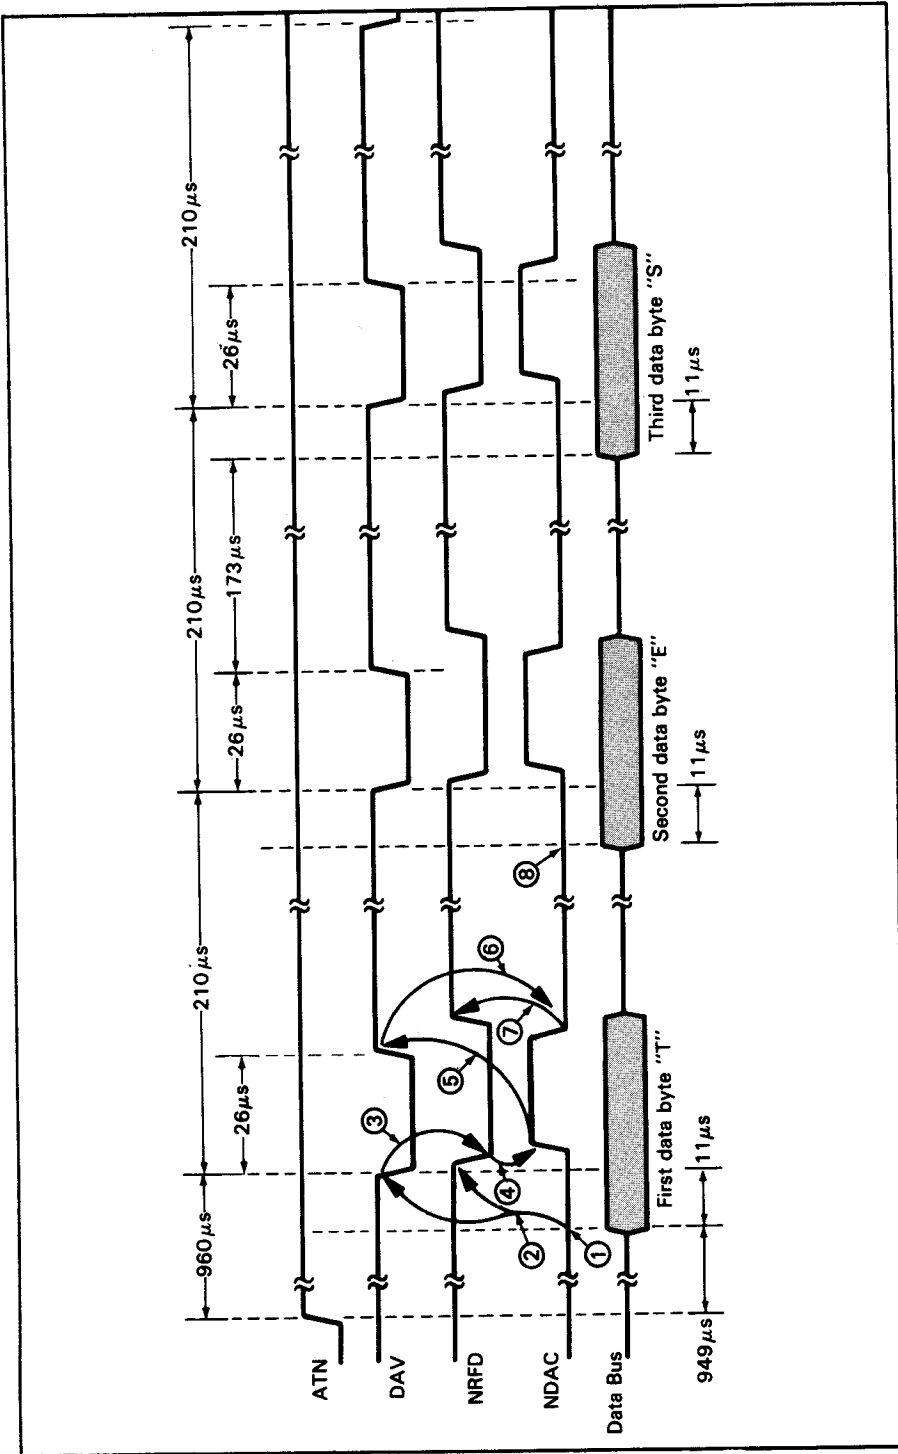 960μs
210μs
210μs
210μs
26μs
26μs
173μs
26μs
ATN
DAV
NRFD
NDAC
Data Bus
①
②
③
④
⑤
⑥
⑦
⑧
First data byte "T"
Second data byte "E"
Third data byte "S"
949μs
11μs
11μs
11μs